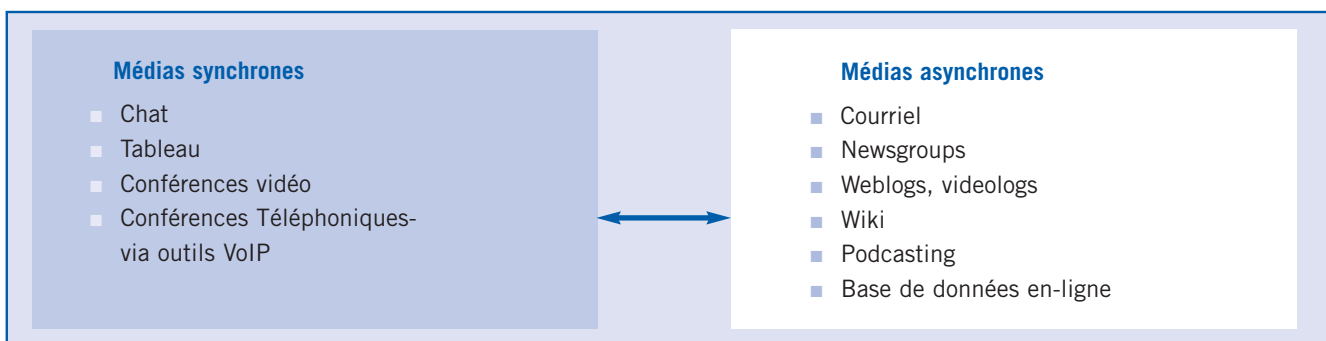 Médias synchrones
Chat
Tableau
Conférences vidéo
Conférences Téléphoniques-
via outils VoIP
Médias asynchrones
Courriel
Newsgroups
Weblogs, videologs
Wiki
Podcasting
Base de données en-ligne